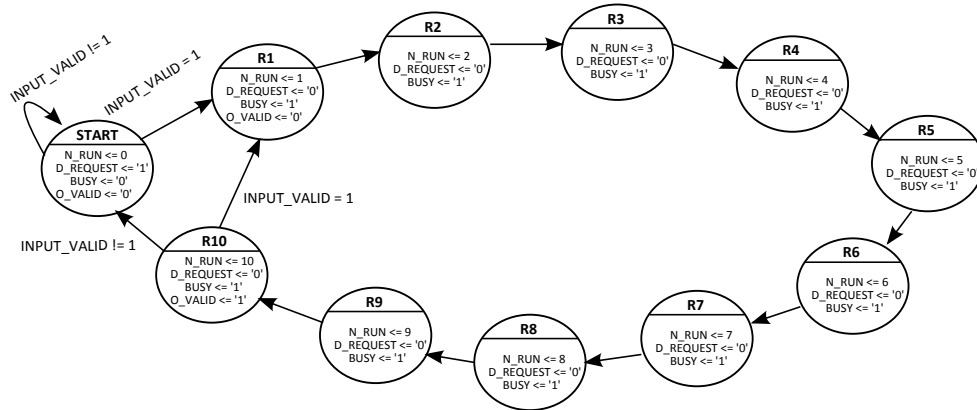 INPUT_VALID != 1
INPUT_VALID = 1
START
N_RUN <= 0
D_REQUEST <= '1'
BUSY <= '0'
O_VALID <= '0'
R1
N_RUN <= 1
D_REQUEST <= '0'
BUSY <= '1'
O_VALID <= '0'
R2
N_RUN <= 2
D_REQUEST <= '0'
BUSY <= '1'
R3
N_RUN <= 3
D_REQUEST <= '0'
BUSY <= '1'
R4
N_RUN <= 4
D_REQUEST <= '0'
BUSY <= '1'
R5
N_RUN <= 5
D_REQUEST <= '0'
BUSY <= '1'
R6
N_RUN <= 6
D_REQUEST <= '0'
BUSY <= '1'
R7
N_RUN <= 7
D_REQUEST <= '0'
BUSY <= '1'
R8
N_RUN <= 8
D_REQUEST <= '0'
BUSY <= '1'
R9
N_RUN <= 9
D_REQUEST <= '0'
BUSY <= '1'
R10
N_RUN <= 10
D_REQUEST <= '0'
BUSY <= '1'
O_VALID <= '1'
INPUT_VALID = 1
INPUT_VALID != 1